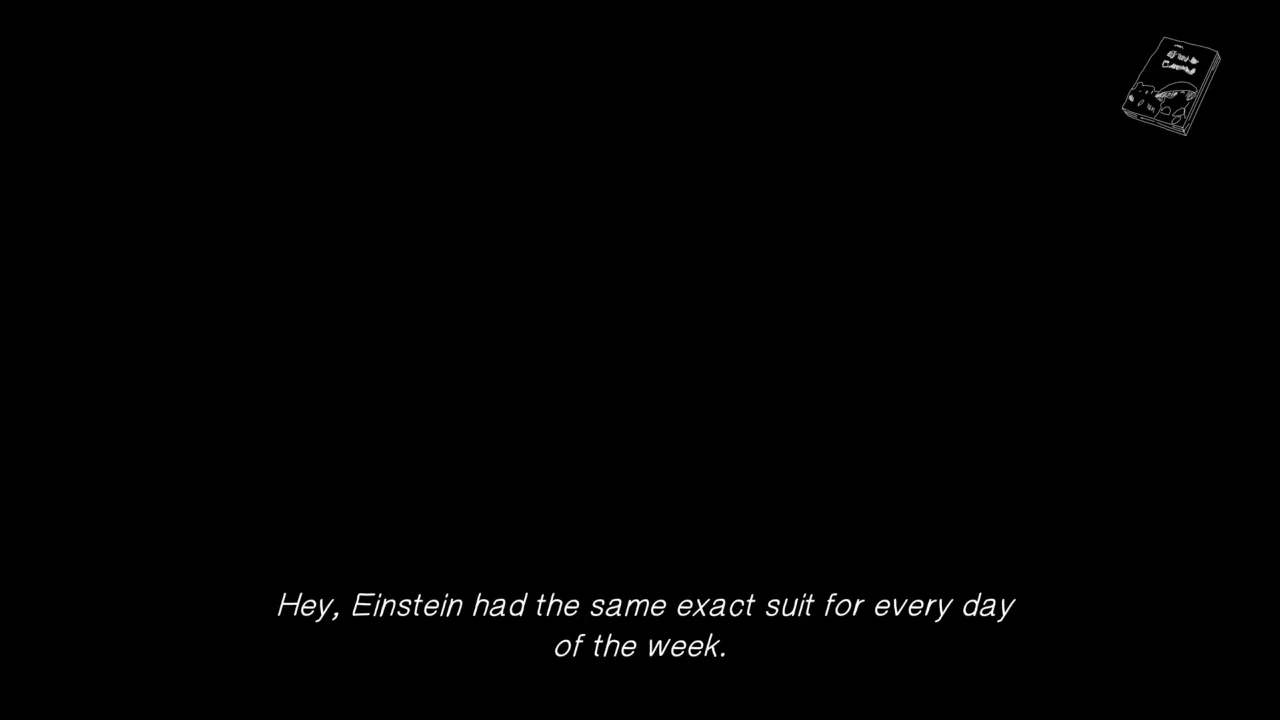 Hey, Einstein had the same exact suit for every day
of the week.